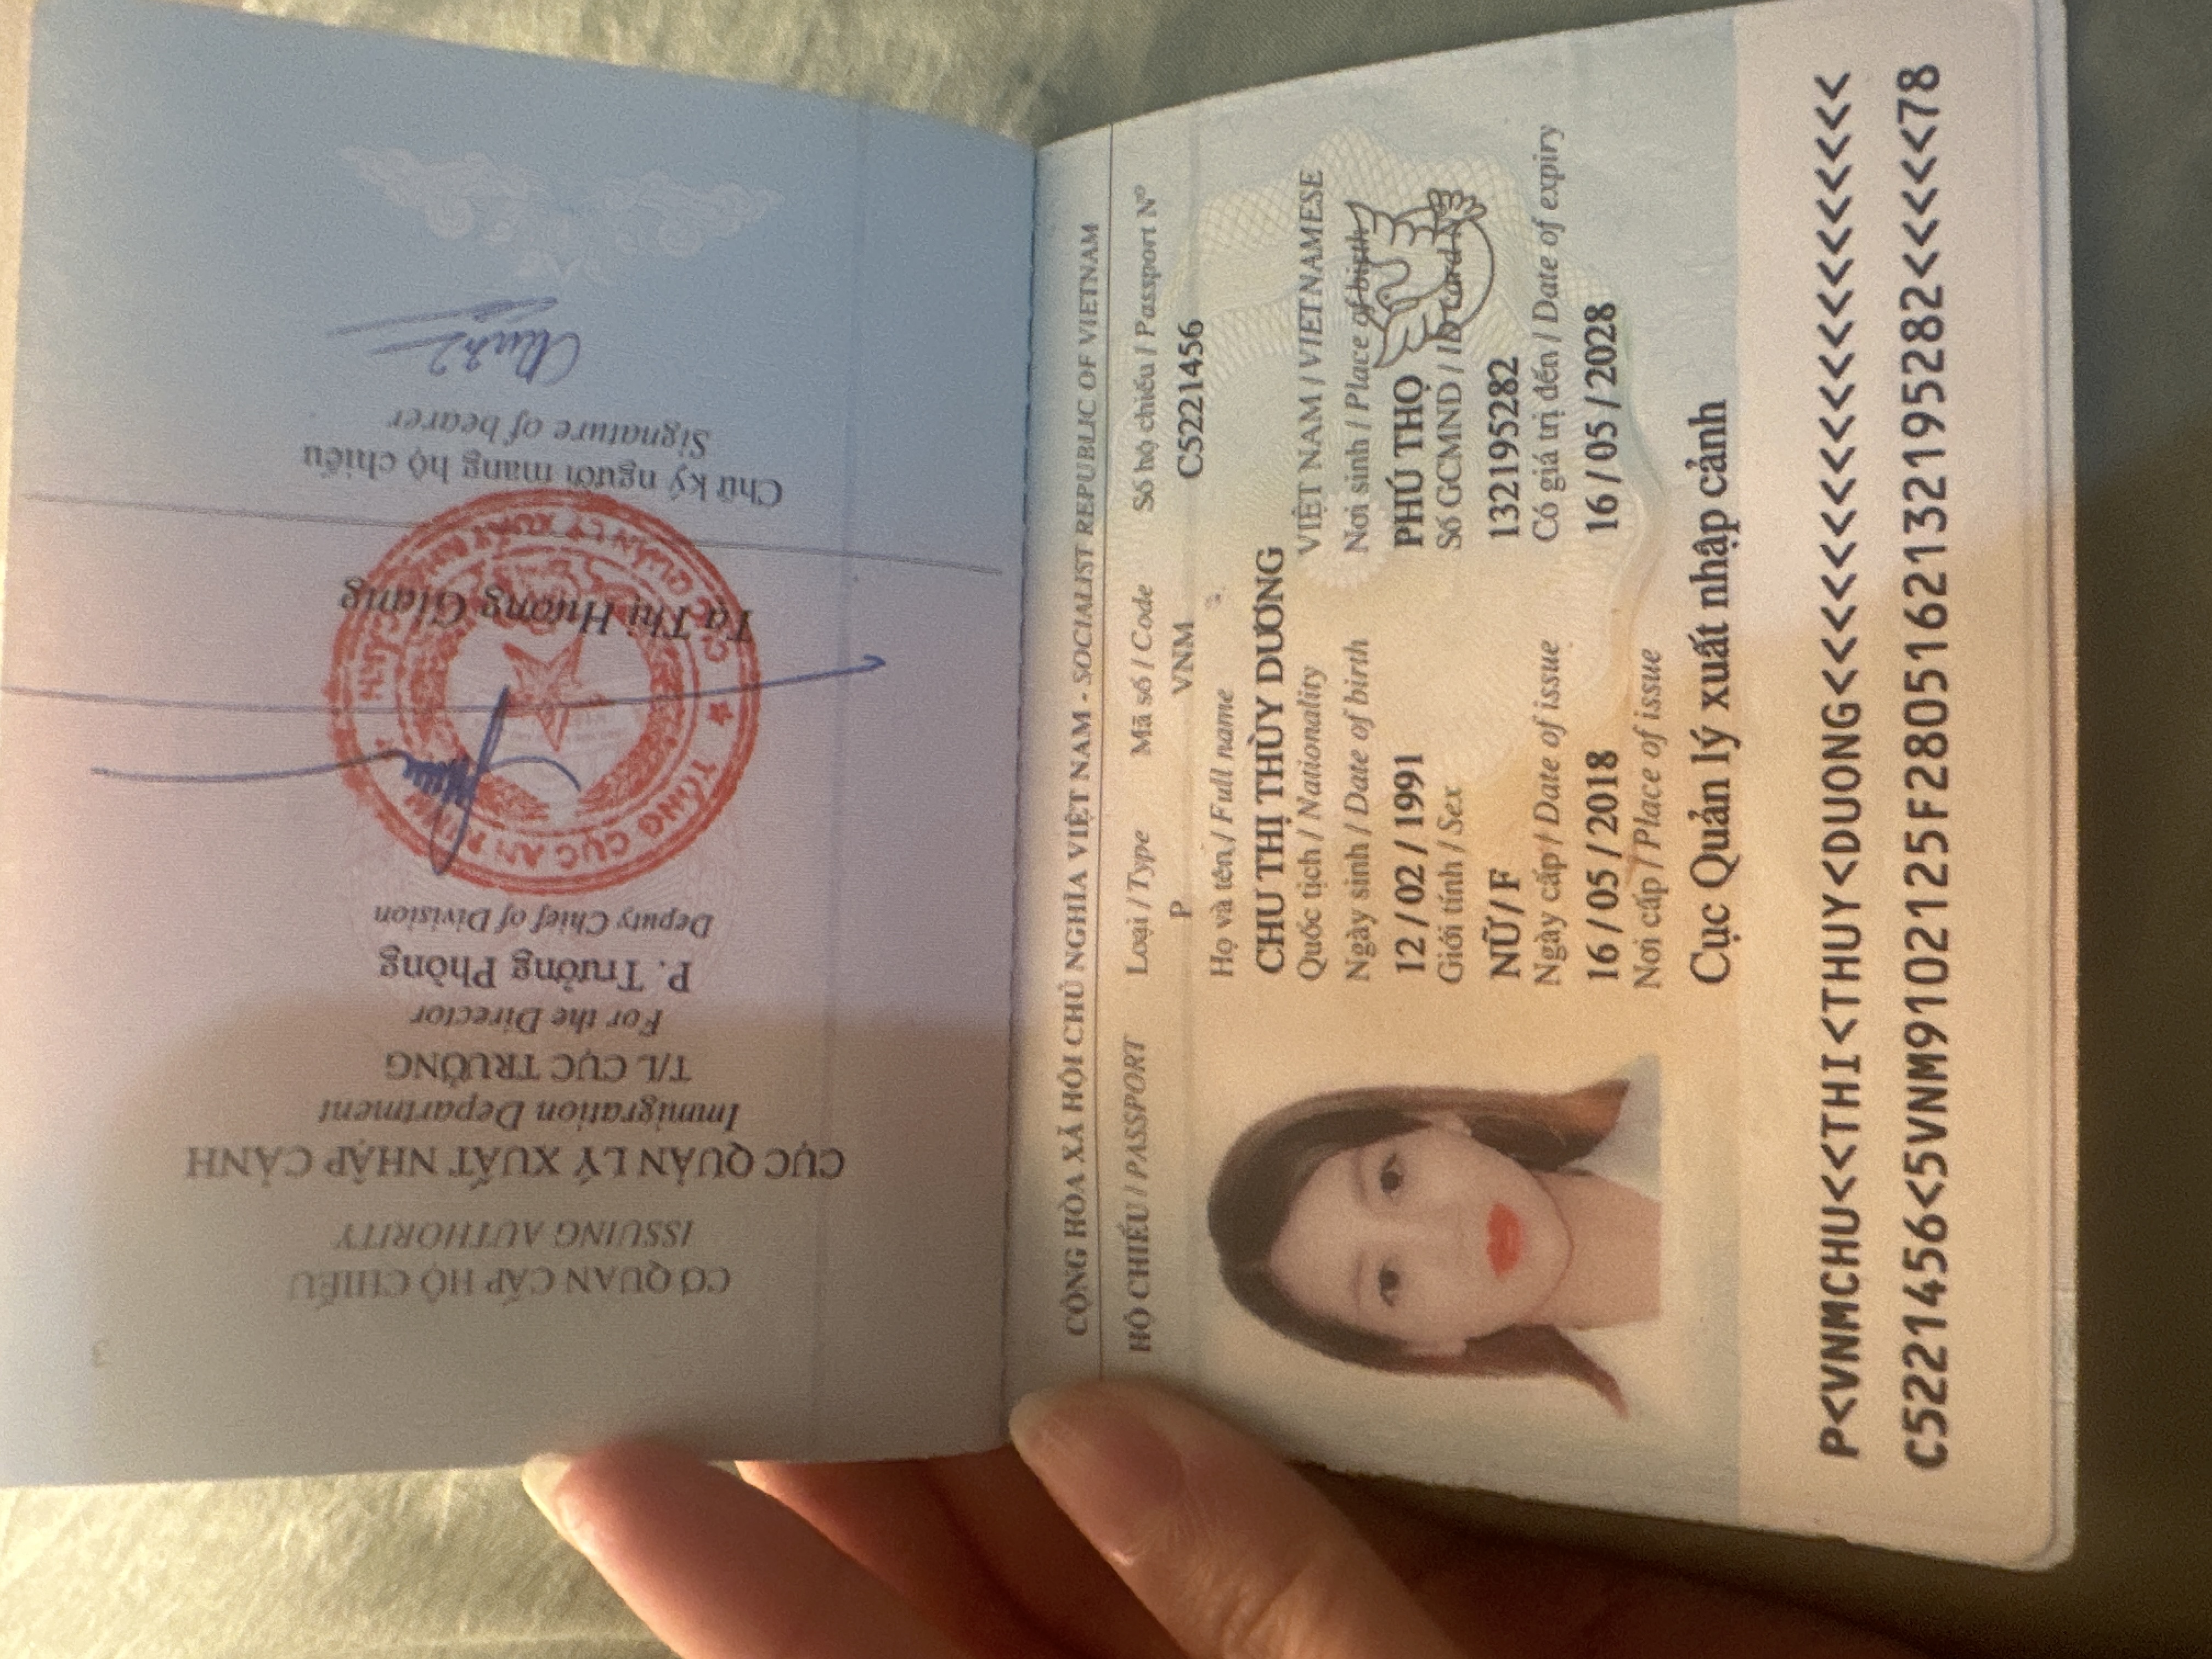 CƠ QUAN CẤP HỘ CHIẾU
ISSUING AUTHORITY
CỤC QUẢN LÝ XUẤT NHẬP CẢNH
Immigration Department
T/L CỤC TRƯỞNG
For the Director
P. Trưởng Phòng
Deputy Chief of Division
TỔNG CỤC AN NINH
Tạ Thị Hương Giang
Chữ ký người mang hộ chiếu
Signature of bearer
CỘNG HÒA XÃ HỘI CHỦ NGHĨA VIỆT NAM - SOCIALIST REPUBLIC OF VIETNAM
HỘ CHIẾU / PASSPORT Loại / Type Mã số / Code Số hộ chiếu / Passport Nº
P VNM C5221456
Họ và tên / Full name
CHU THỊ THÙY DƯƠNG
Quốc tịch / Nationality VIỆT NAM / VIETNAMESE
Ngày sinh / Date of birth Nơi sinh / Place of birth
12 / 02 / 1991 PHÚ THỌ
Giới tính / Sex Số GCMND / ID card
NỮ / F 132195282
Ngày cấp / Date of issue Có giá trị đến / Date of expiry
16 / 05 / 2018 16 / 05 / 2028
Nơi cấp / Place of issue
Cục Quản lý xuất nhập cảnh
P<VNMCHU<<THI<THUY<DUONG<<<<<<<<<<<<<<<<<<<<
C5221456<5VNM9102125F2805162132195282<<<<<78